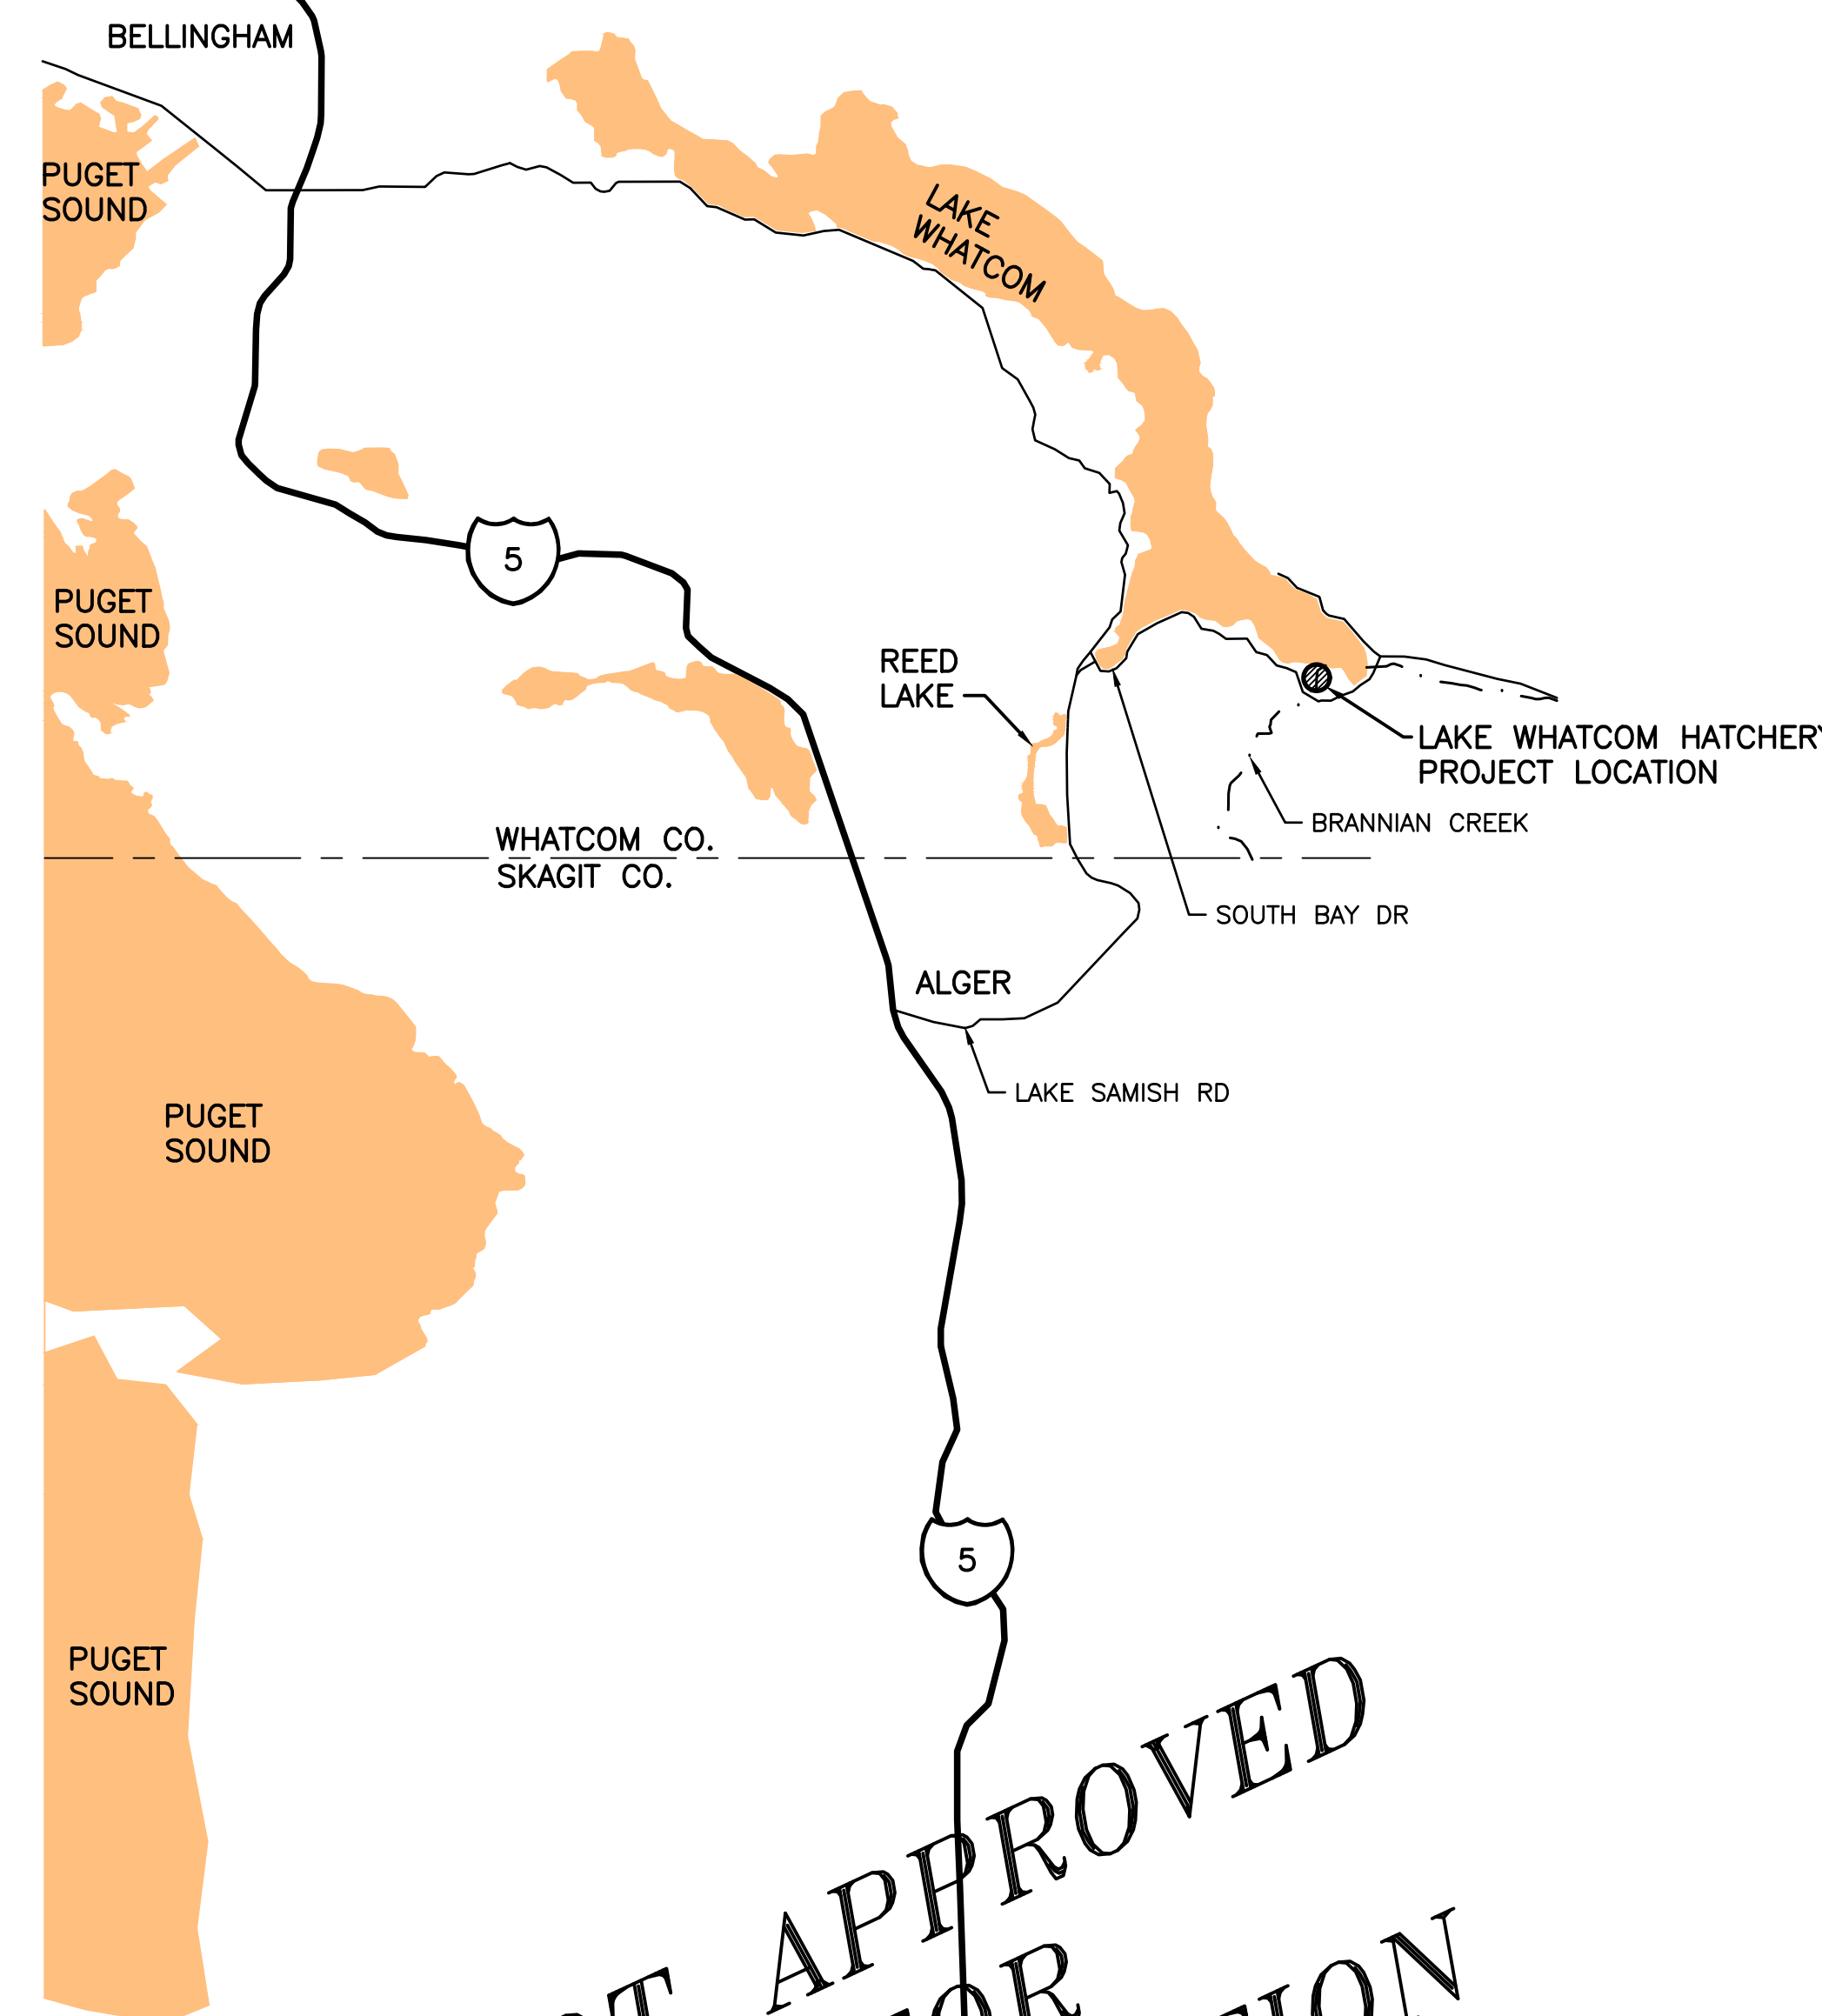 BELLINGHAM
PUGET
SOUND
LAKE
WHATCOM
5
PUGET
SOUND
REED
LAKE
LAKE WHATCOM HATCHERY
PROJECT LOCATION
BRANNIAN CREEK
WHATCOM CO.
SKAGIT CO.
SOUTH BAY DR
ALGER
LAKE SAMISH RD
PUGET
SOUND
5
PUGET
SOUND
APPROVED